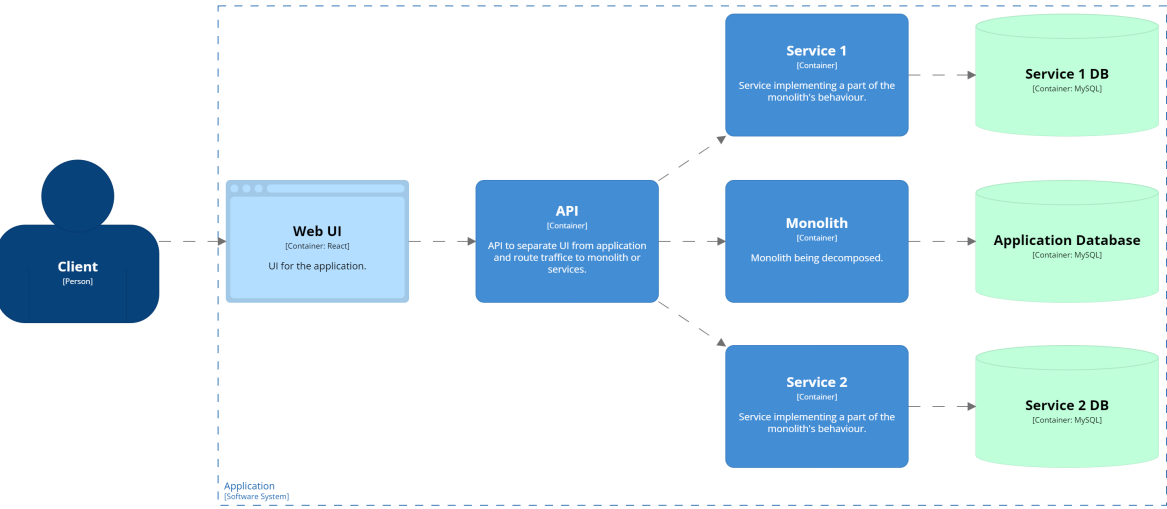 Client
[Person]
Web UI
[Container: React]
UI for the application.
API
[Container]
API to separate UI from application
and route traffice to monolith or
services.
Service 1
[Container]
Service implementing a part of the
monolith's behaviour.
Service 1 DB
[Container: MySQL]
Monolith
[Container]
Monolith being decomposed.
Application Database
[Container: MySQL]
Service 2
[Container]
Service implementing a part of the
monolith's behaviour.
Service 2 DB
[Container: MySQL]
Application
[Software System]